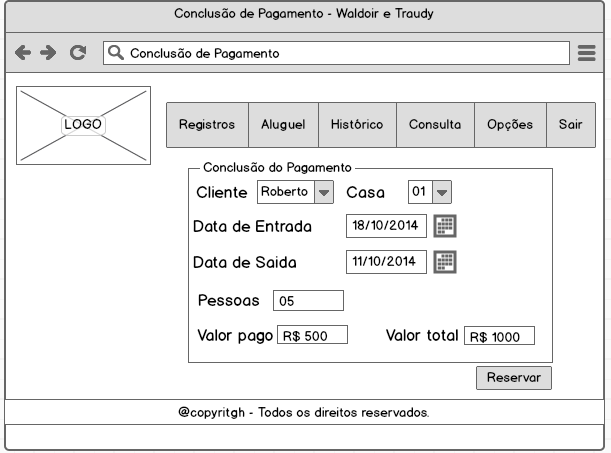 Conclusão de Pagamento - Waldoir e Traudy
Conclusão de Pagamento
LOGO
Registros Aluguel Histórico Consulta Opções Sair
Conclusão do Pagamento
Cliente Roberto Casa 01
Data de Entrada 18/10/2014
Data de Saida 11/10/2014
Pessoas 05
Valor pago R$ 500 Valor total R$ 1000
Reservar
@copyritgh - Todos os direitos reservados.